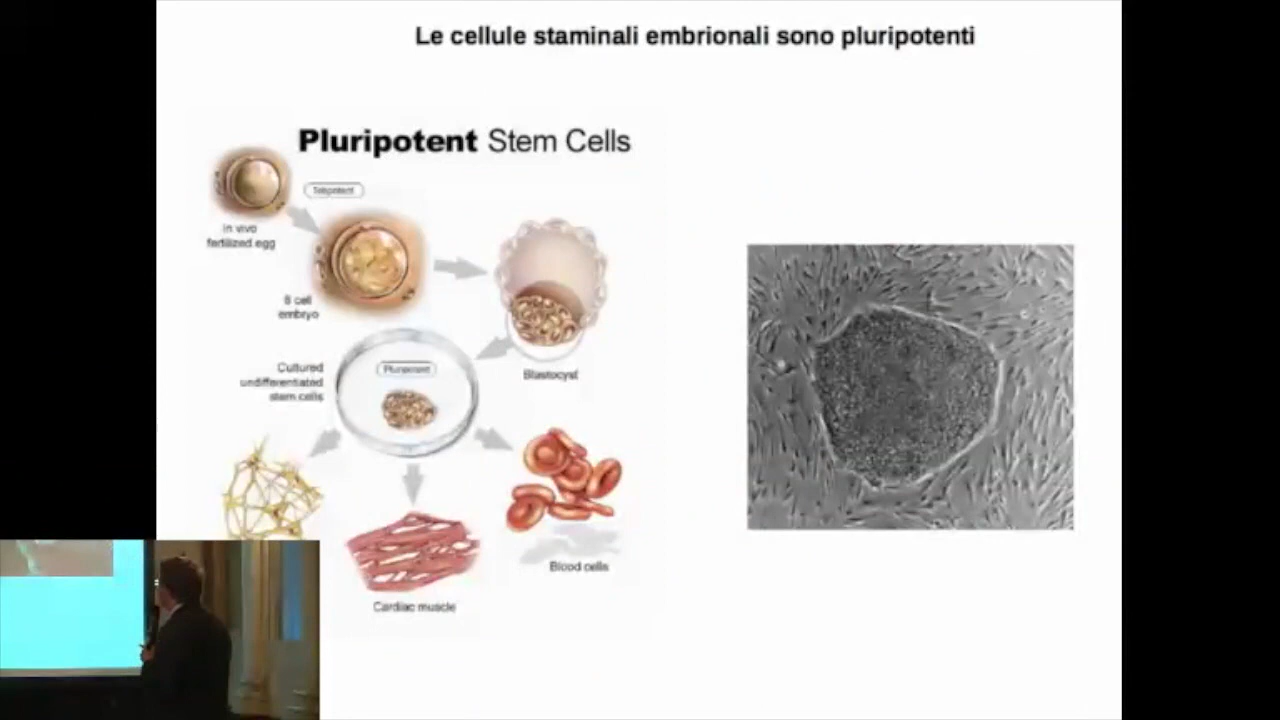 Le cellule staminali embrionali sono pluripotenti
Pluripotent Stem Cells
Totipotent
In vivo
fertilized egg
8 cell
embryo
Cultured
undifferentiated
stem cells
Pluripotent
Blastocyst
Blood cells
Cardiac muscle